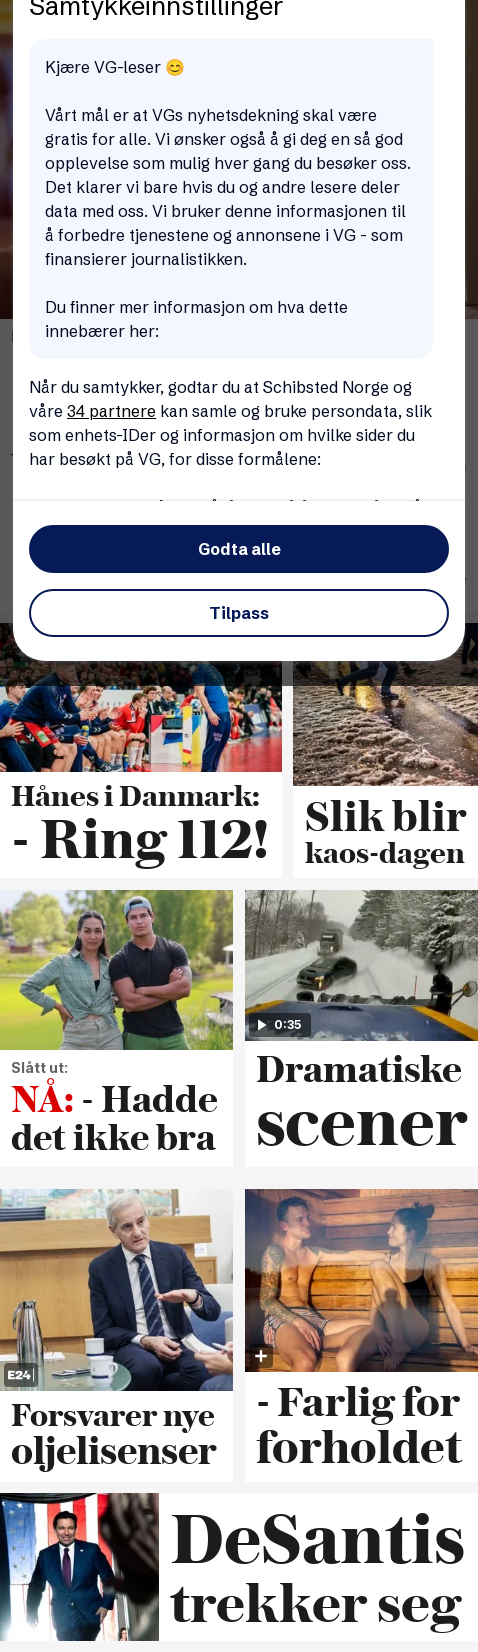 Samtykkeinnstillinger
Kjære VG-leser 😊
Vårt mål er at VGs nyhetsdekning skal være
gratis for alle. Vi ønsker også å gi deg en så god
opplevelse som mulig hver gang du besøker oss.
Det klarer vi bare hvis du og andre lesere deler
data med oss. Vi bruker denne informasjonen til
å forbedre tjenestene og annonsene i VG - som
finansierer journalistikken.
Du finner mer informasjon om hva dette
innebærer her:
Når du samtykker, godtar du at Schibsted Norge og
våre 34 partnere kan samle og bruke persondata, slik
som enhets-IDer og informasjon om hvilke sider du
har besøkt på VG, for disse formålene:
Godta alle
Tilpass
Hånes i Danmark:
- Ring 112!
Slik blir
kaos-dagen
0:35
Slått ut:
NÅ: - Hadde
det ikke bra
Dramatiske
scener
E24
Forsvarer nye
oljelisenser
- Farlig for
forholdet
DeSantis
trekker seg